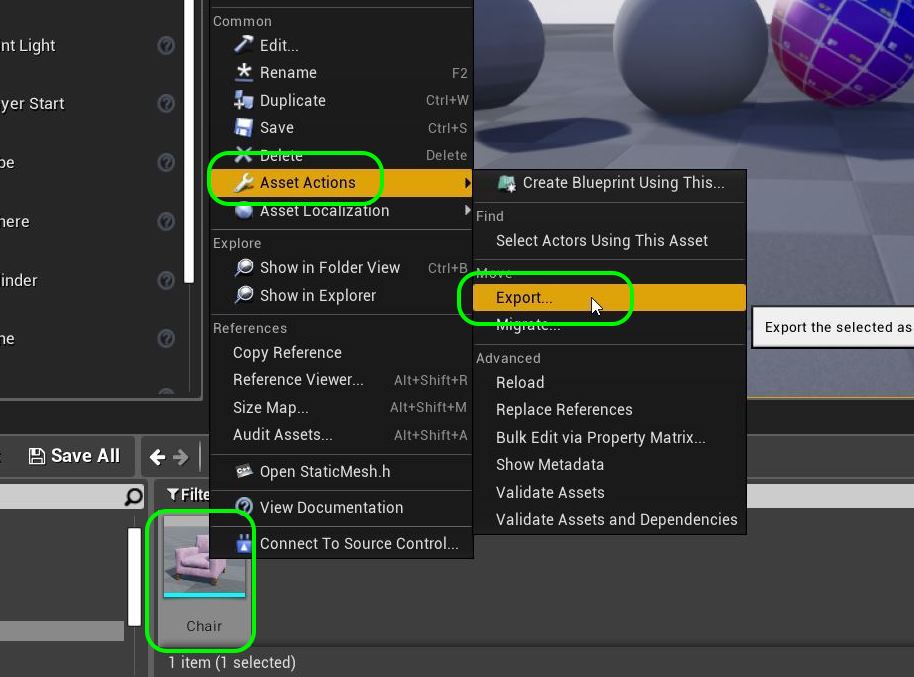 nt Light
yer Start
pe
here
inder
ne
Common
Edit...
Rename F2
Duplicate Ctrl+W
Save Ctrl+S
Delete Delete
Asset Actions
Asset Localization
Explore
Show in Folder View Ctrl+B
Show in Explorer
References
Copy Reference
Reference Viewer... Alt+Shift+R
Size Map... Alt+Shift+M
Audit Assets... Alt+Shift+A
Open StaticMesh.h
View Documentation
Connect To Source Control...
Create Blueprint Using This...
Find
Select Actors Using This Asset
Move
Export...
Migrate...
Advanced
Reload
Replace References
Bulk Edit via Property Matrix...
Show Metadata
Validate Assets
Validate Assets and Dependencies
Export the selected as
Save All
Filte
Chair
1 item (1 selected)